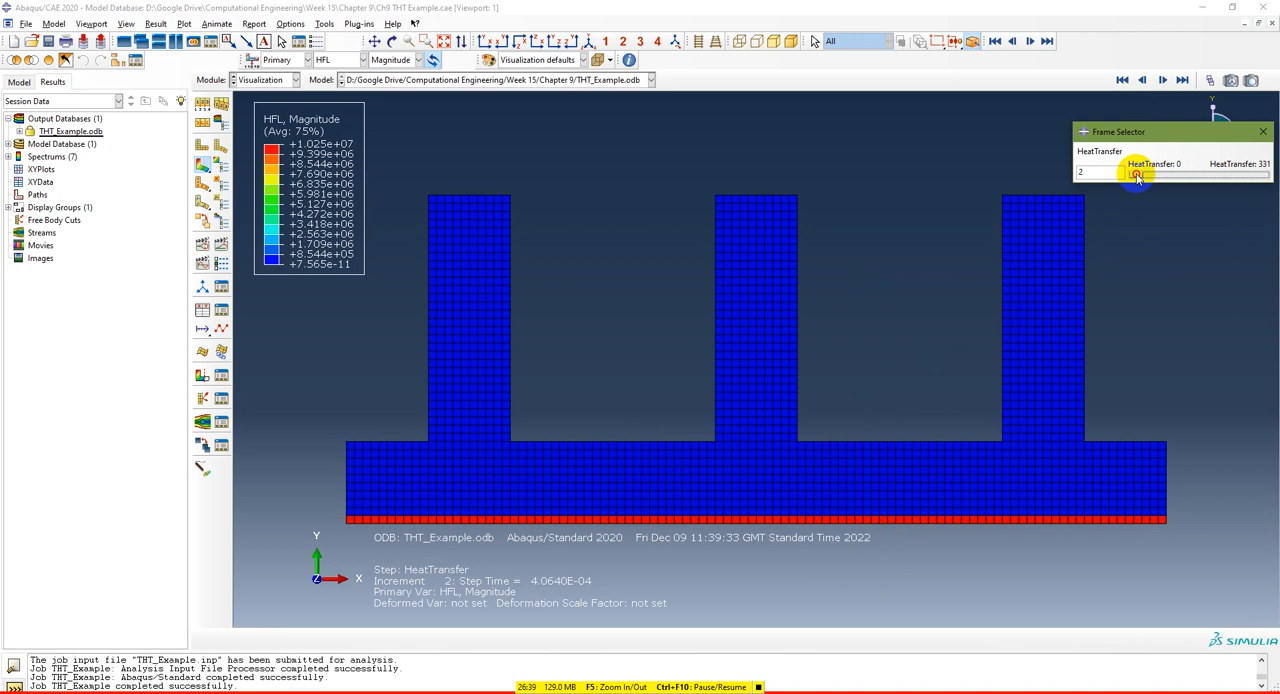 Abaqus/CAE 2020 - Model Database: D:\Google Drive\Computational Engineering\Week 15\Chapter 9\Ch9 THT Example.cae [Viewport: 1]
File Model Viewport View Result Plot Animate Report Options Tools Plug-ins Help
1 2 3 4 All
Primary HFL Magnitude Visualization defaults
Model Results Module: Visualization Model: D:/Google Drive/Computational Engineering/Week 15/Chapter 9/THT_Example.odb
Session Data
Output Databases (1)
THT_Example.odb
Model Database (1)
Spectrums (7)
XYPlots
XYData
Paths
Display Groups (1)
Free Body Cuts
Streams
Movies
Images
HFL, Magnitude
(Avg: 75%)
+1.025e+07
+9.399e+06
+8.544e+06
+7.690e+06
+6.835e+06
+5.981e+06
+5.127e+06
+4.272e+06
+3.418e+06
+2.563e+06
+1.709e+06
+8.544e+05
+7.565e-11
Y
Frame Selector
HeatTransfer
HeatTransfer: 0 HeatTransfer: 331
2
Y
X
Z
ODB: THT_Example.odb Abaqus/Standard 2020 Fri Dec 09 11:39:33 GMT Standard Time 2022
Step: HeatTransfer
Increment 2: Step Time = 4.0640E-04
Primary Var: HFL, Magnitude
Deformed Var: not set Deformation Scale Factor: not set
SIMULIA
The job input file "THT_Example.inp" has been submitted for analysis.
Job THT_Example: Analysis Input File Processor completed successfully.
Job THT_Example: Abaqus/Standard completed successfully.
Job THT_Example completed successfully.
26:39 129.0 MB F5: Zoom In/Out Ctrl+F10: Pause/Resume